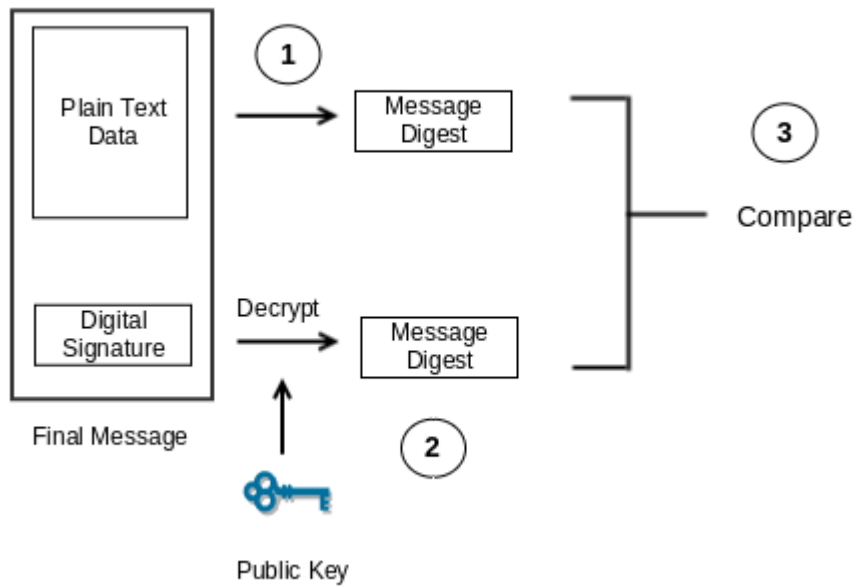 1
Plain Text
Data
Message
Digest
3
Compare
Decrypt
Digital
Signature
Message
Digest
Final Message
2
Public Key